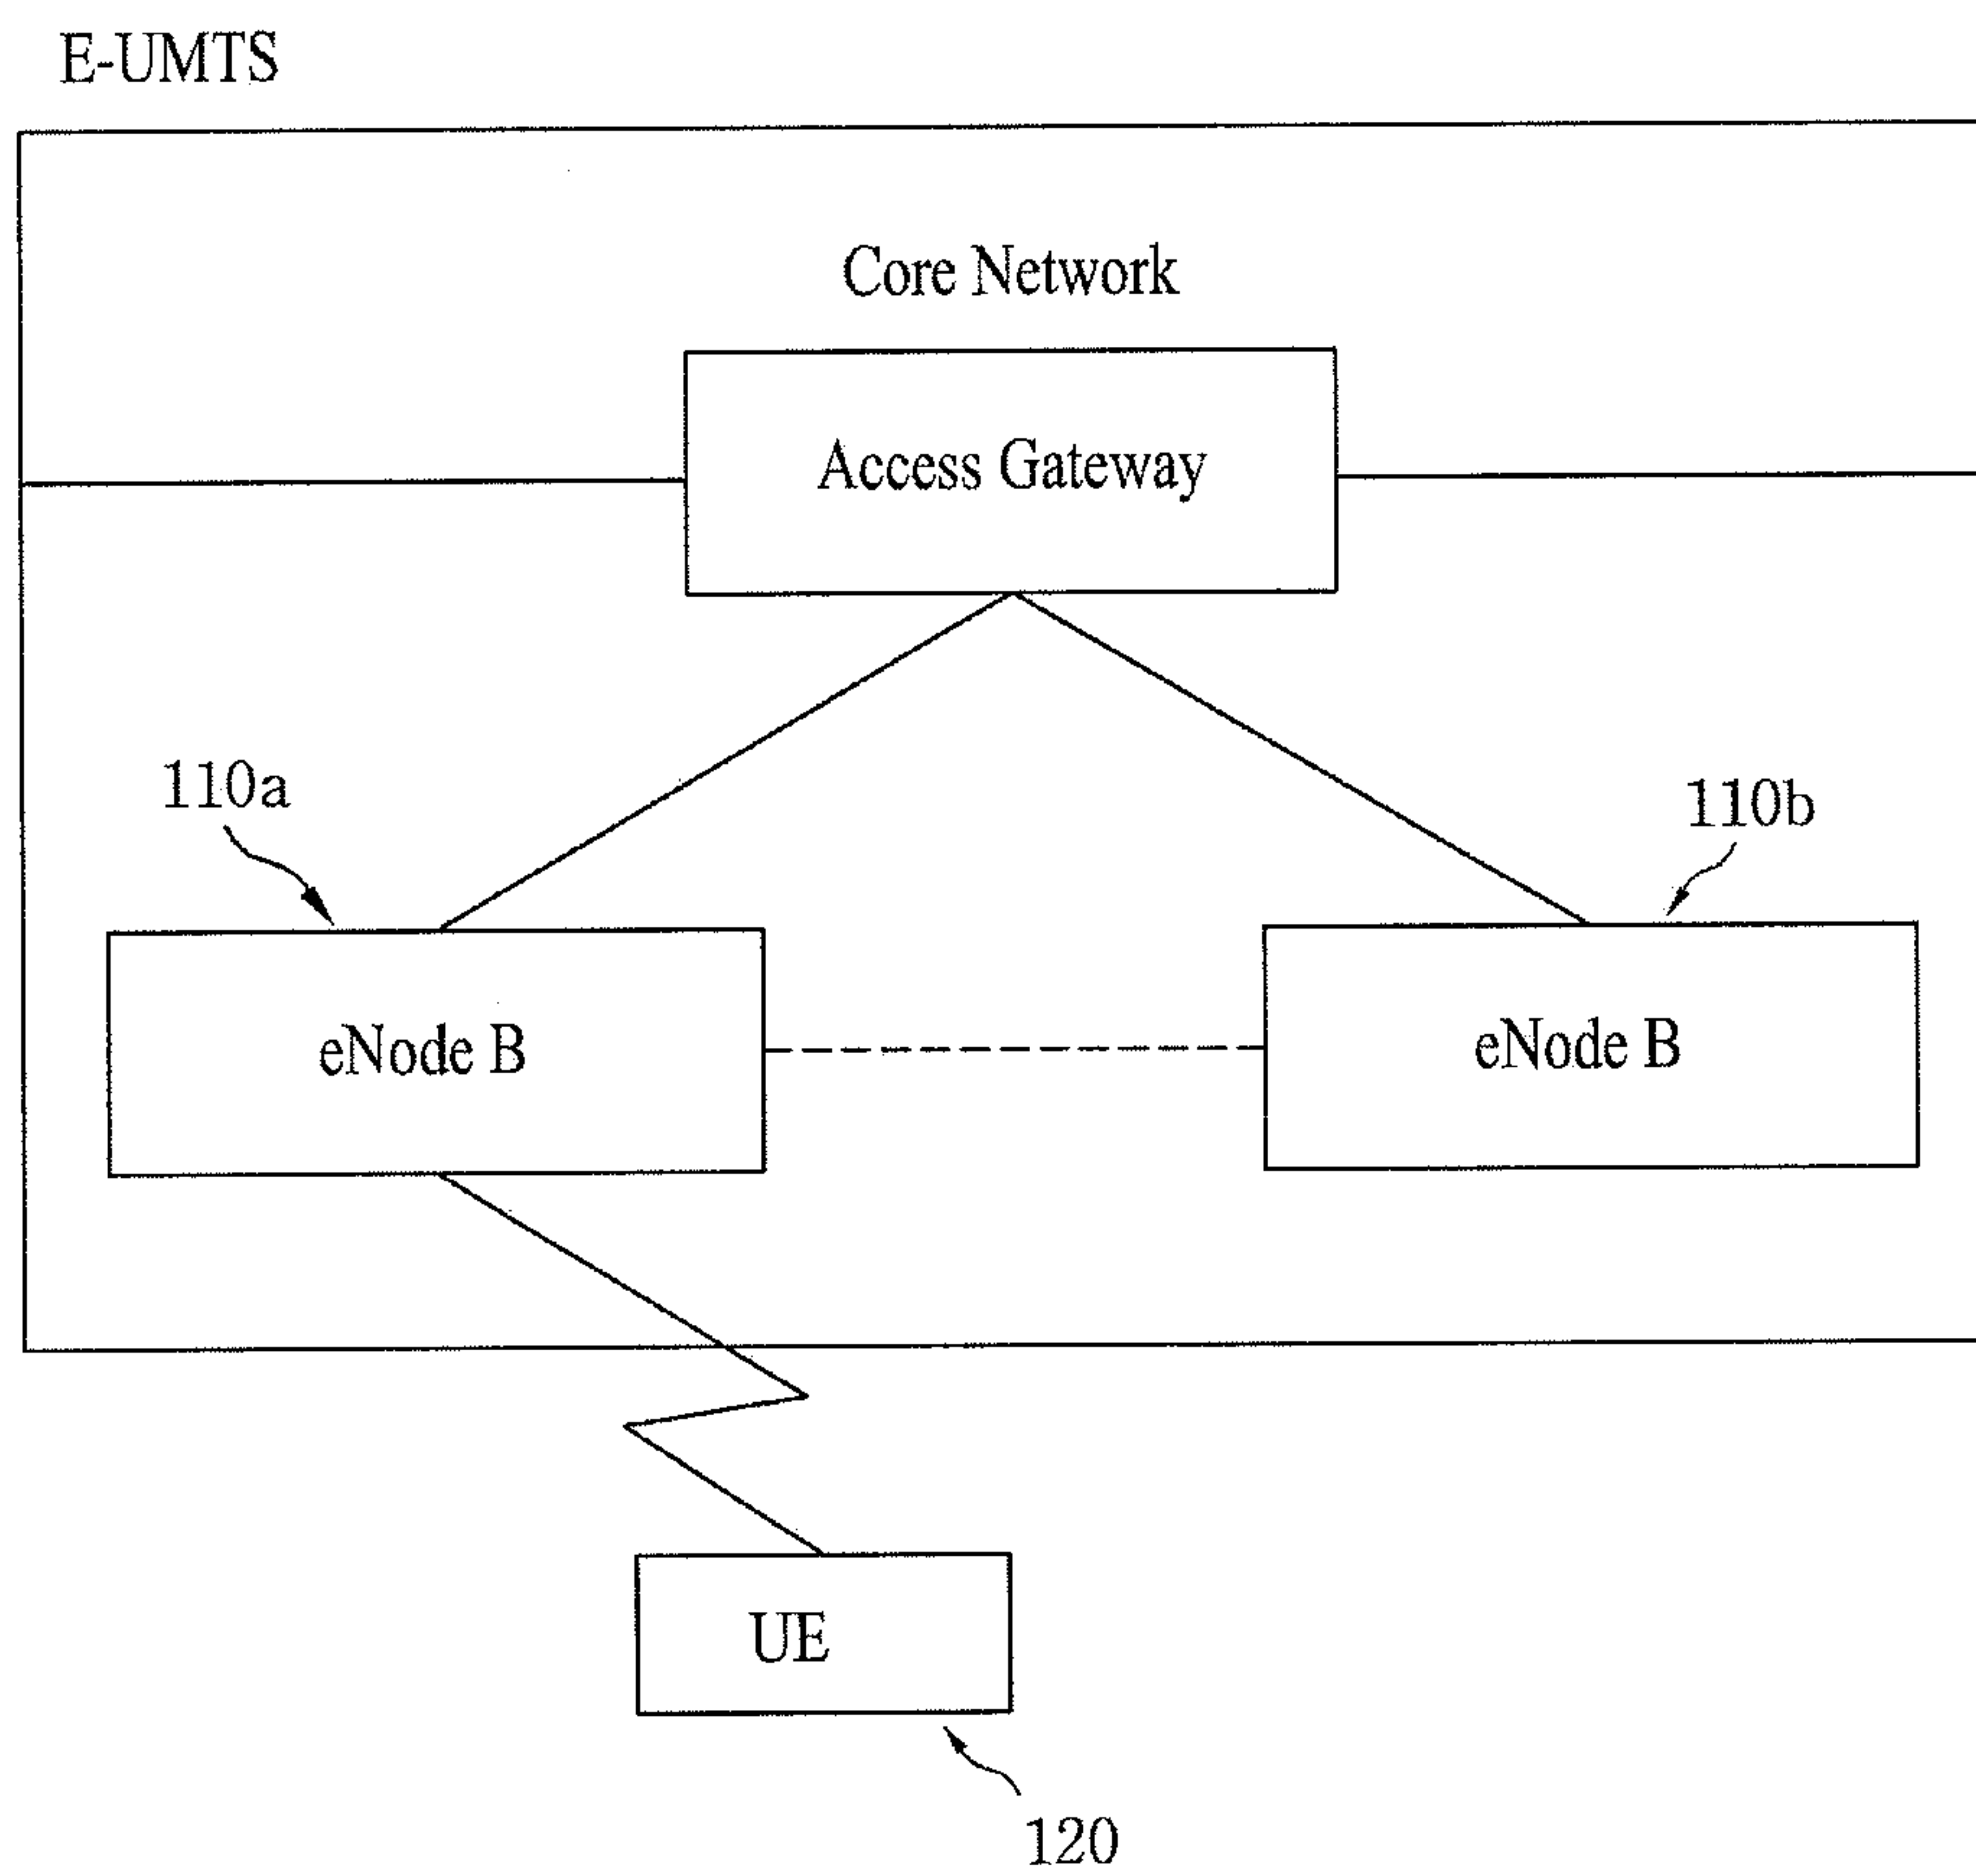 E-UMTS
Core Network
Access Gateway
110a
110b
eNode B
eNode B
UE
120